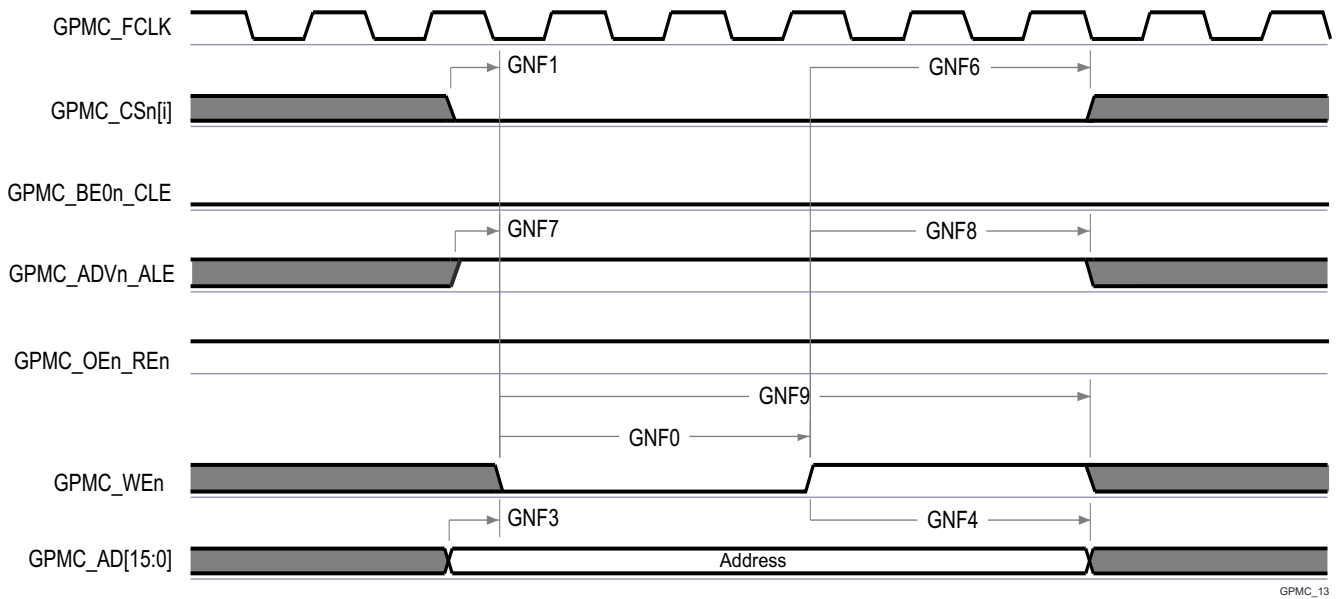 GPMC_FCLK
GNF1
GNF6
GPMC_CSn[i]
GPMC_BE0n_CLE
GNF7
GNF8
GPMC_ADVn_ALE
GPMC_OEn_REn
GNF9
GNF0
GPMC_WEn
GNF3
GNF4
GPMC_AD[15:0]
Address
GPMC_13